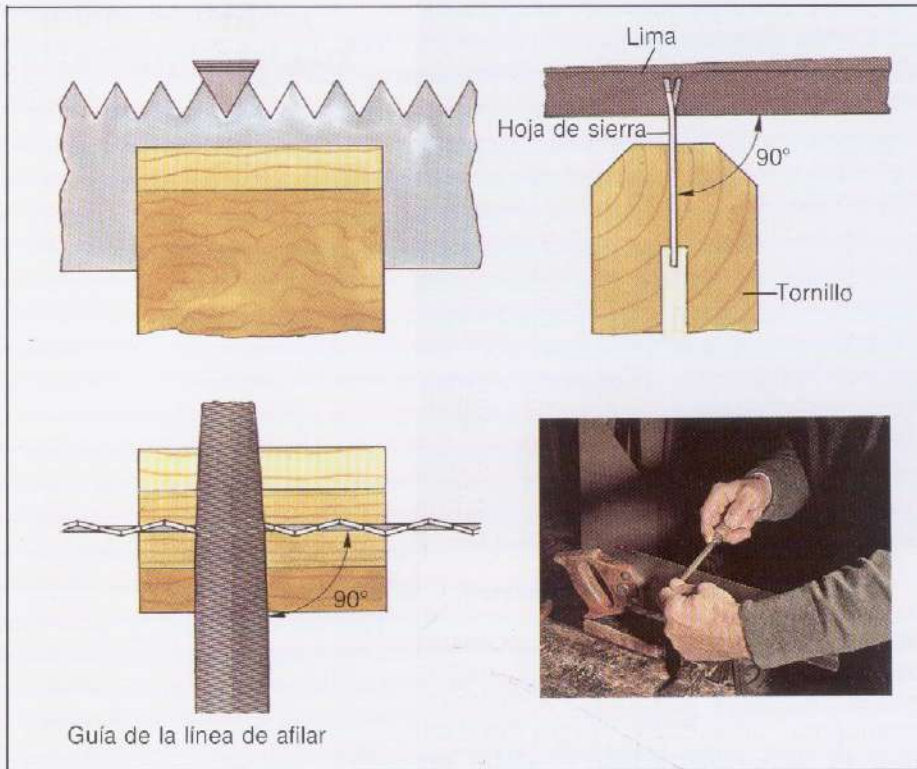 Lima
Hoja de sierra
90°
Tornillo
90°
Guía de la línea de afilar